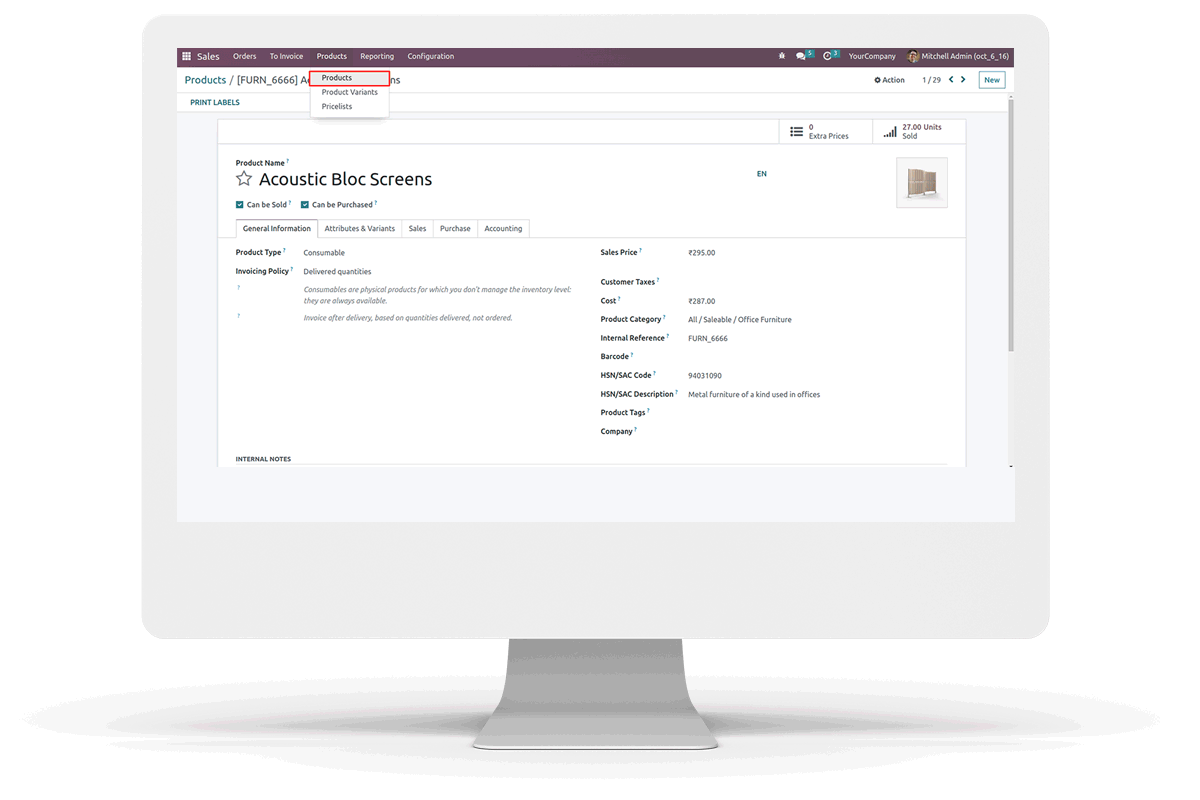 Sales Orders To Invoice Products Reporting Configuration 5 3 YourCompany Mitchell Admin (oct_6_16)
Products / [FURN_6666] Ac ns Action 1 / 29 New
Products
Product Variants
Pricelists
PRINT LABELS
0
Extra Prices
27.00 Units
Sold
Product Name ?
Acoustic Bloc Screens EN
Can be Sold ? Can be Purchased ?
General Information Attributes & Variants Sales Purchase Accounting
Product Type ? Consumable
Invoicing Policy ? Delivered quantities
? Consumables are physical products for which you don't manage the inventory level:
they are always available.
? Invoice after delivery, based on quantities delivered, not ordered.
Sales Price ? ₹295.00
Customer Taxes ?
Cost ? ₹287.00
Product Category ? All / Saleable / Office Furniture
Internal Reference ? FURN_6666
Barcode ?
HSN/SAC Code ? 94031090
HSN/SAC Description ? Metal furniture of a kind used in offices
Product Tags ?
Company ?
INTERNAL NOTES